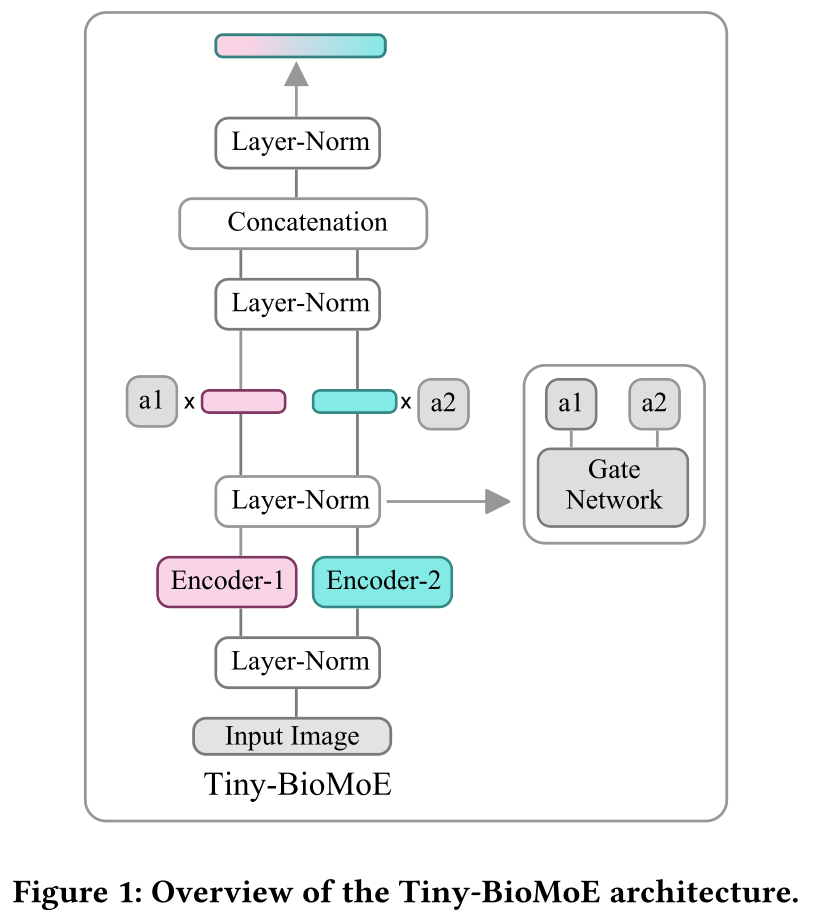 Layer-Norm
Concatenation
Layer-Norm
a1 x
x a2
a1
a2
Gate
Network
Layer-Norm
Encoder-1
Encoder-2
Layer-Norm
Input Image
Tiny-BioMoE
Figure 1: Overview of the Tiny-BioMoE architecture.